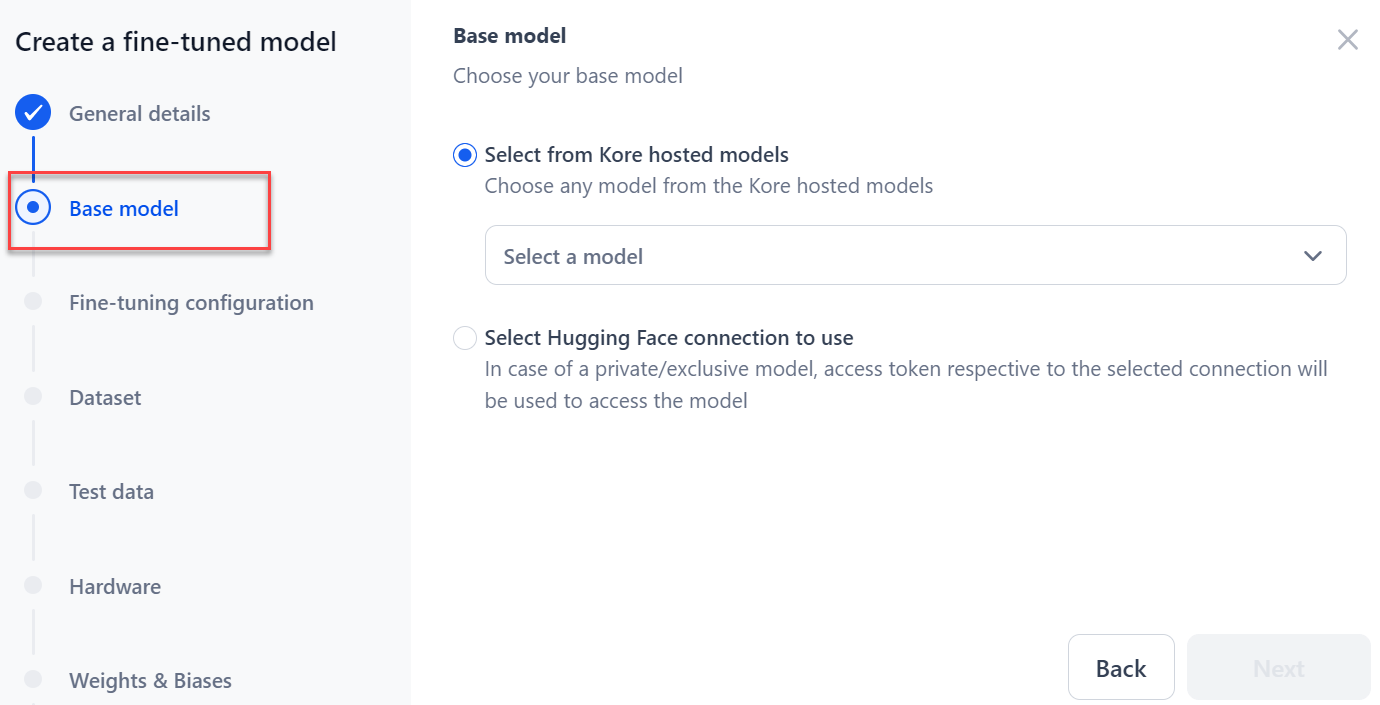 Create a fine-tuned model
General details
Base model
Fine-tuning configuration
Dataset
Test data
Hardware
Weights & Biases
Base model
Choose your base model
Select from Kore hosted models
Choose any model from the Kore hosted models
Select a model
Select Hugging Face connection to use
In case of a private/exclusive model, access token respective to the selected connection will
be used to access the model
Back
Next